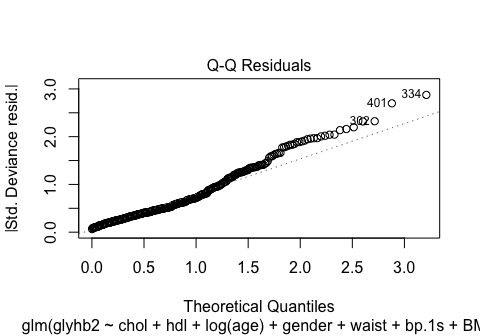 Q-Q Residuals
|Std. Deviance resid.|
3.0
2.0
1.0
0.0
401
334
302
0.0 0.5 1.0 1.5 2.0 2.5 3.0
Theoretical Quantiles
glm(glyhb2 ~ chol + hdl + log(age) + gender + waist + bp.1s + BM